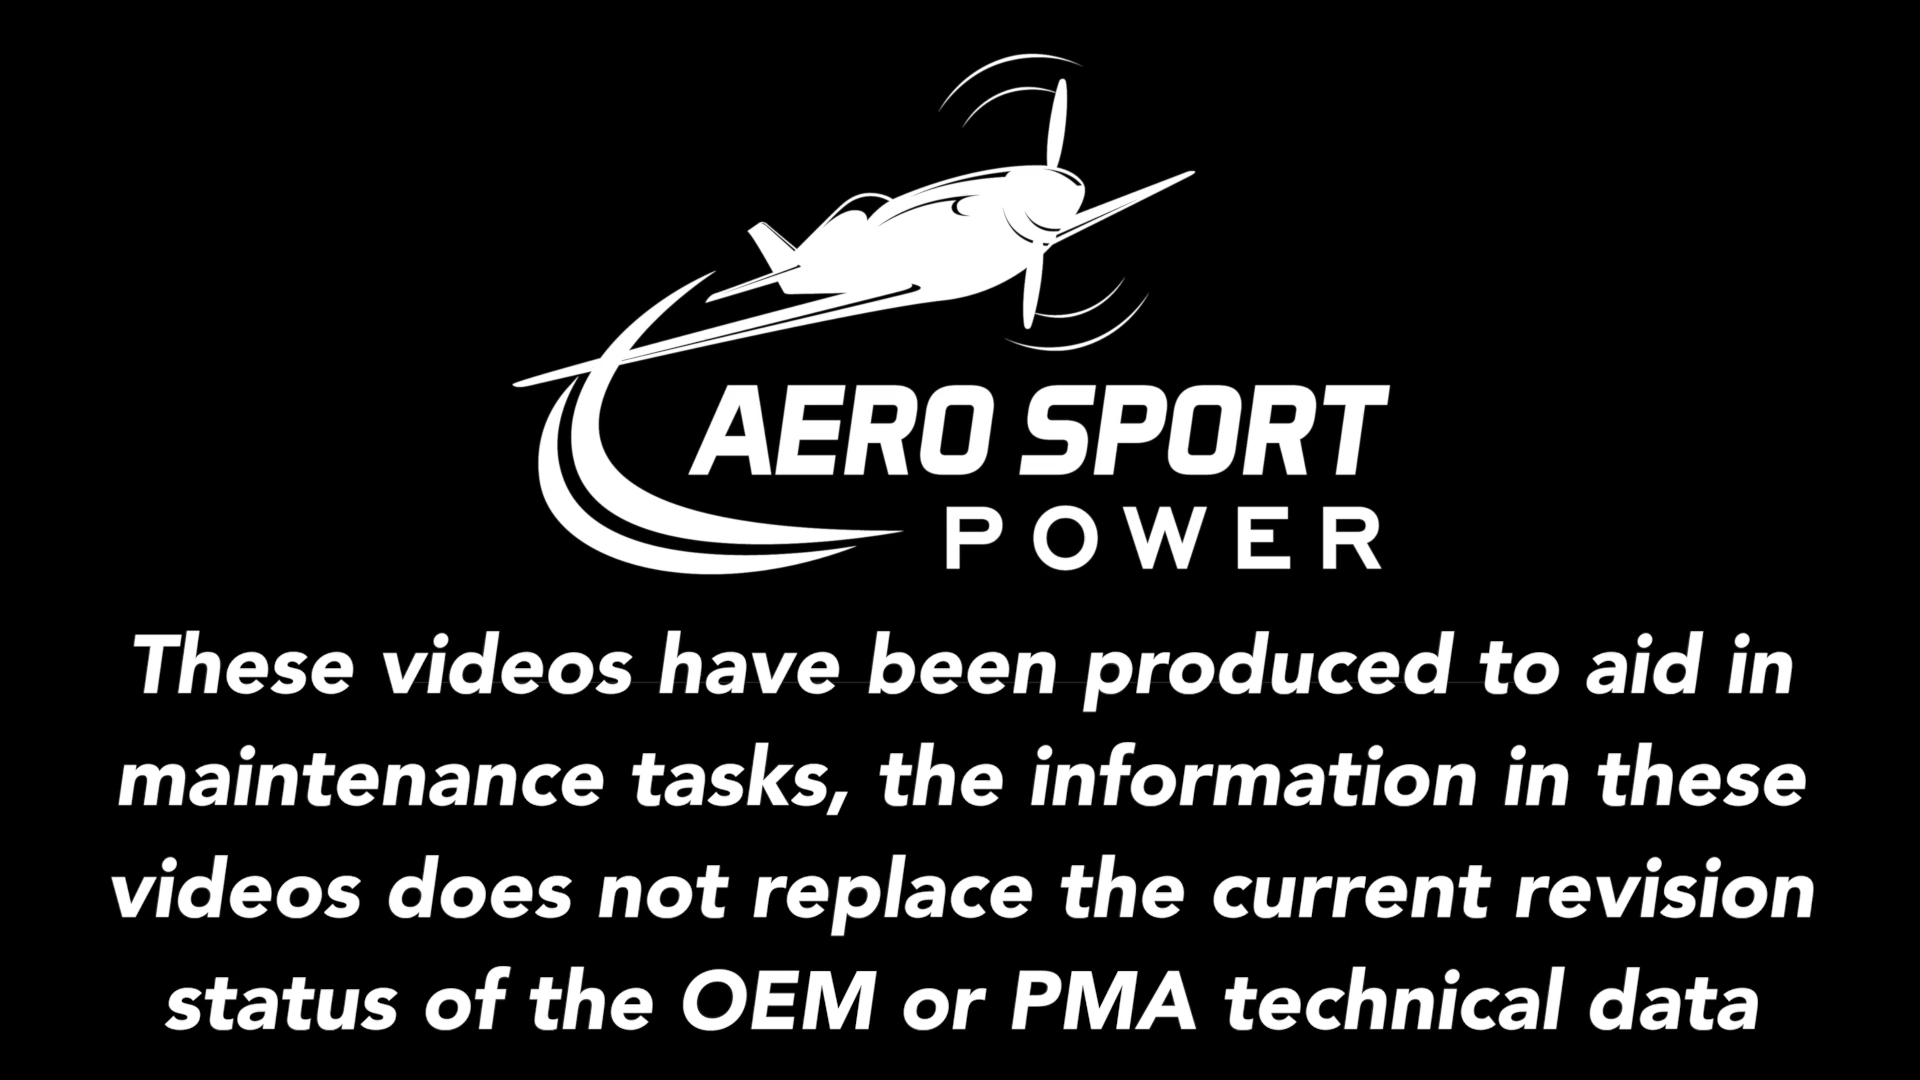 AERO SPORT
POWER
These videos have been produced to aid in
maintenance tasks, the information in these
videos does not replace the current revision
status of the OEM or PMA technical data